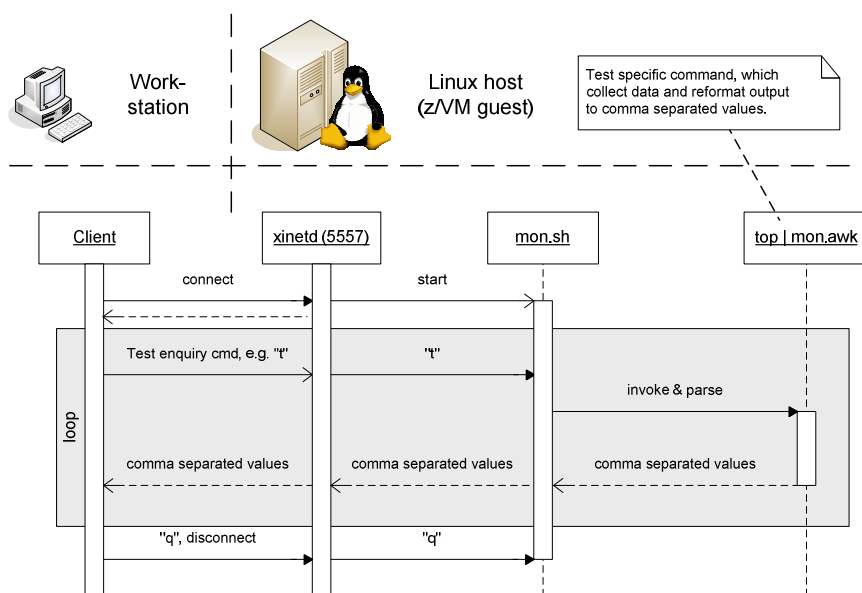 Work-
station
Linux host
(z/VM guest)
Test specific command, which
collect data and reformat output
to comma separated values.
Client
xinetd (5557)
mon.sh
top | mon.awk
connect
start
Test enquiry cmd, e.g. "t"
"t"
invoke & parse
loop
comma separated values
comma separated values
comma separated values
"q", disconnect
"q"